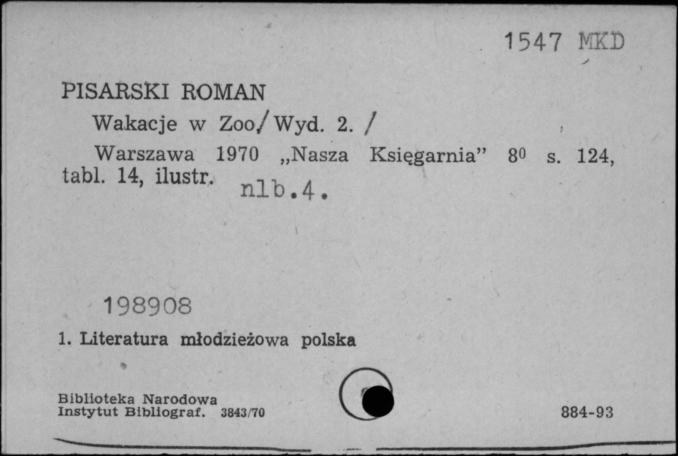 1547 MKD
PISARSKI ROMAN
Wakacje w Zoo/ Wyd. 2. /
Warszawa 1970 „Nasza Księgarnia” 8⁰ s. 124,
tabl. 14, ilustr. nlb.4.
198908
1. Literatura młodzieżowa polska
Biblioteka Narodowa
Instytut Bibliograf. 3843/70
884-93